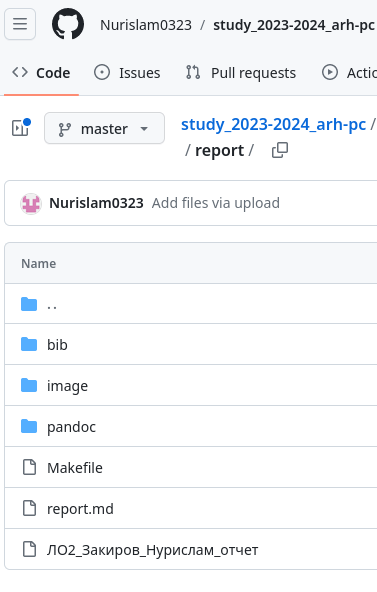 Nurislam0323 / study_2023-2024_arh-pc
Code Issues Pull requests Actic
master study_2023-2024_arh-pc /
/ report /
Nurislam0323 Add files via upload
Name
..
bib
image
pandoc
Makefile
report.md
ЛО2_Закиров_Нурислам_отчет